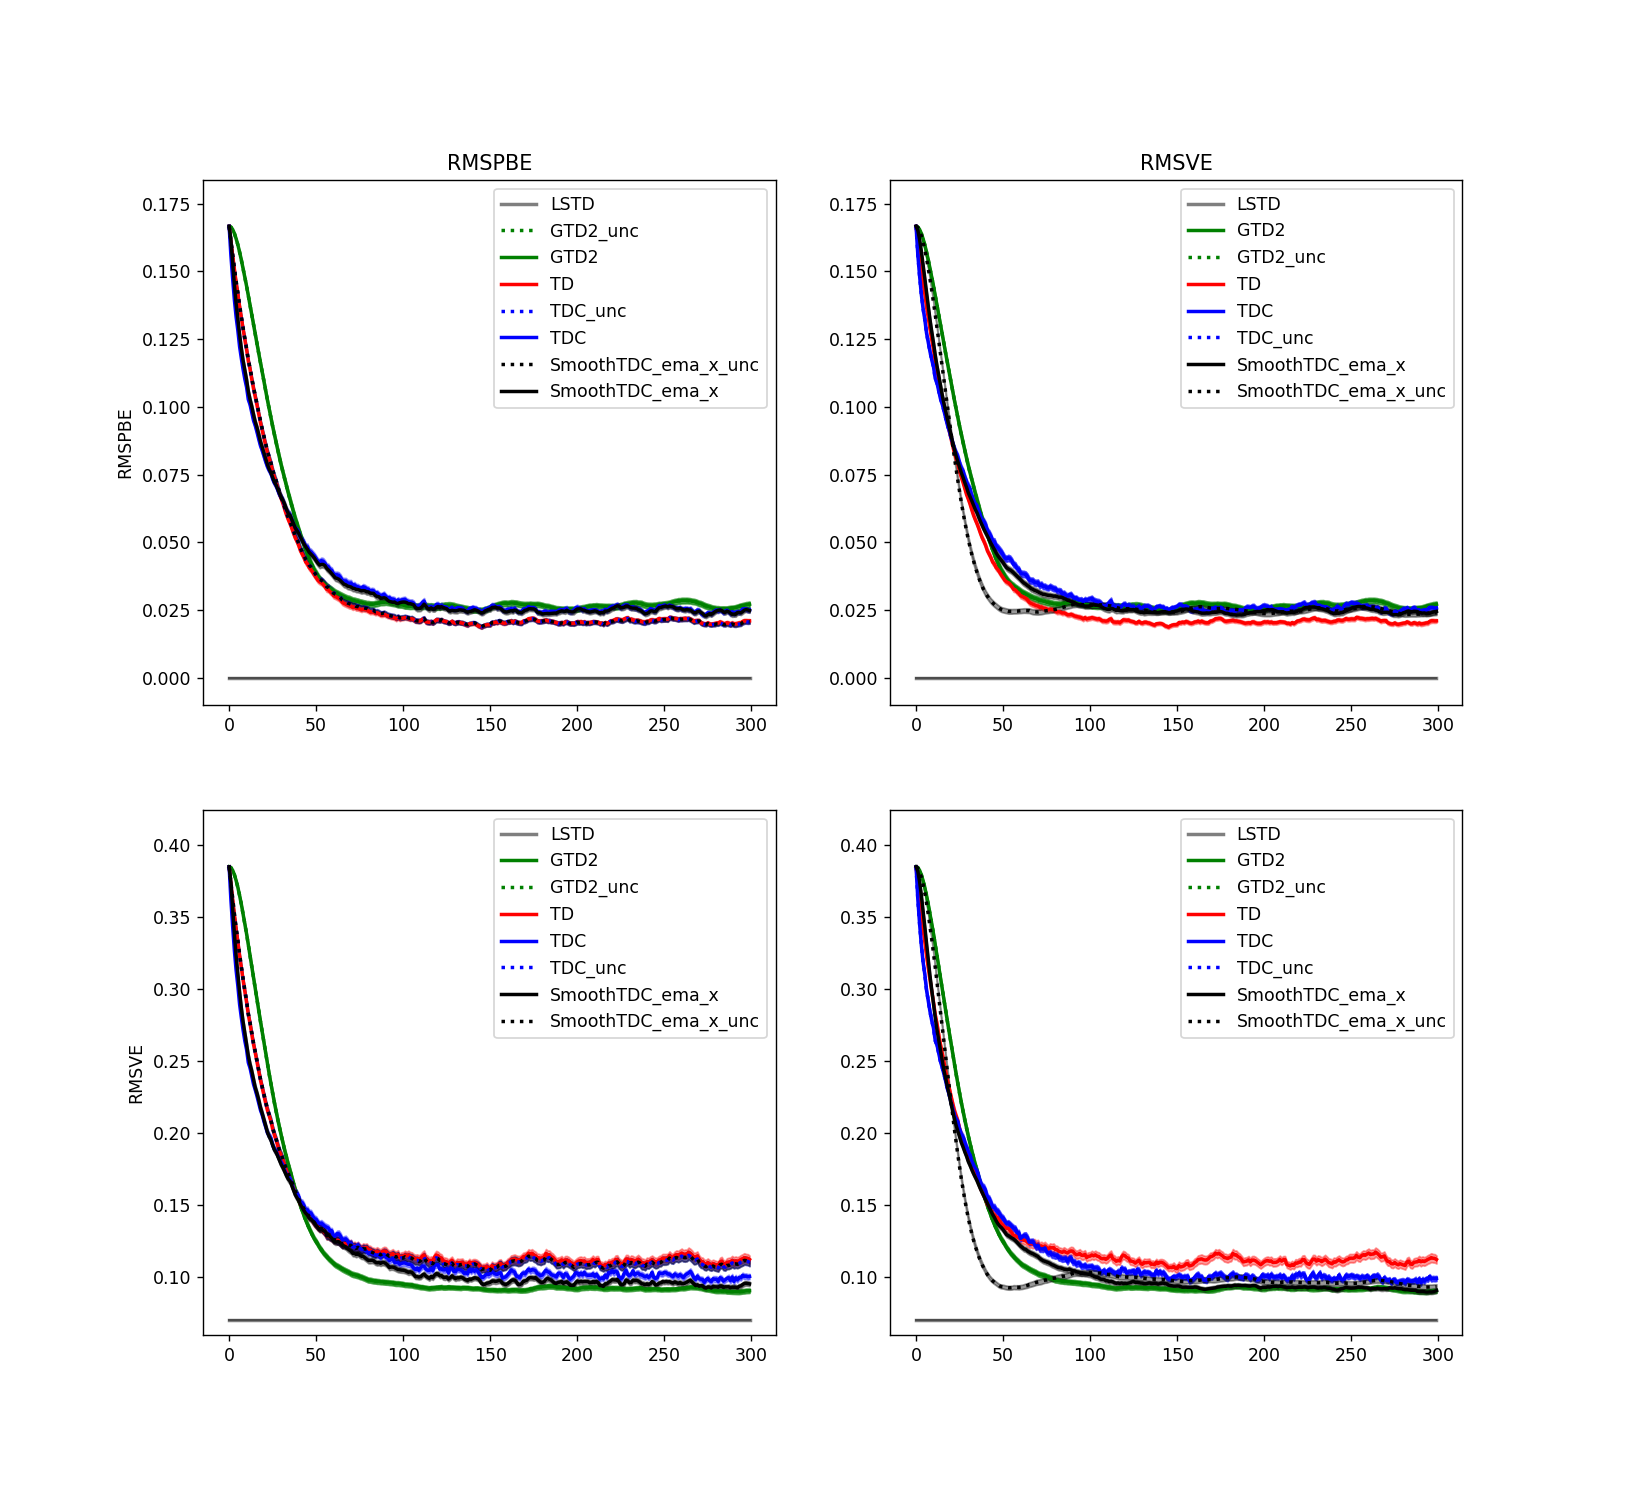 RMSPBE
RMSPBE
0.175
0.150
0.125
0.100
0.075
0.050
0.025
0.000
0 50 100 150 200 250 300
LSTD
GTD2_unc
GTD2
TD
TDC_unc
TDC
SmoothTDC_ema_x_unc
SmoothTDC_ema_x
RMSVE
0.175
0.150
0.125
0.100
0.075
0.050
0.025
0.000
0 50 100 150 200 250 300
LSTD
GTD2
GTD2_unc
TD
TDC
TDC_unc
SmoothTDC_ema_x
SmoothTDC_ema_x_unc
RMSVE
0.40
0.35
0.30
0.25
0.20
0.15
0.10
0 50 100 150 200 250 300
LSTD
GTD2
GTD2_unc
TD
TDC
TDC_unc
SmoothTDC_ema_x
SmoothTDC_ema_x_unc
0.40
0.35
0.30
0.25
0.20
0.15
0.10
0 50 100 150 200 250 300
LSTD
GTD2
GTD2_unc
TD
TDC
TDC_unc
SmoothTDC_ema_x
SmoothTDC_ema_x_unc